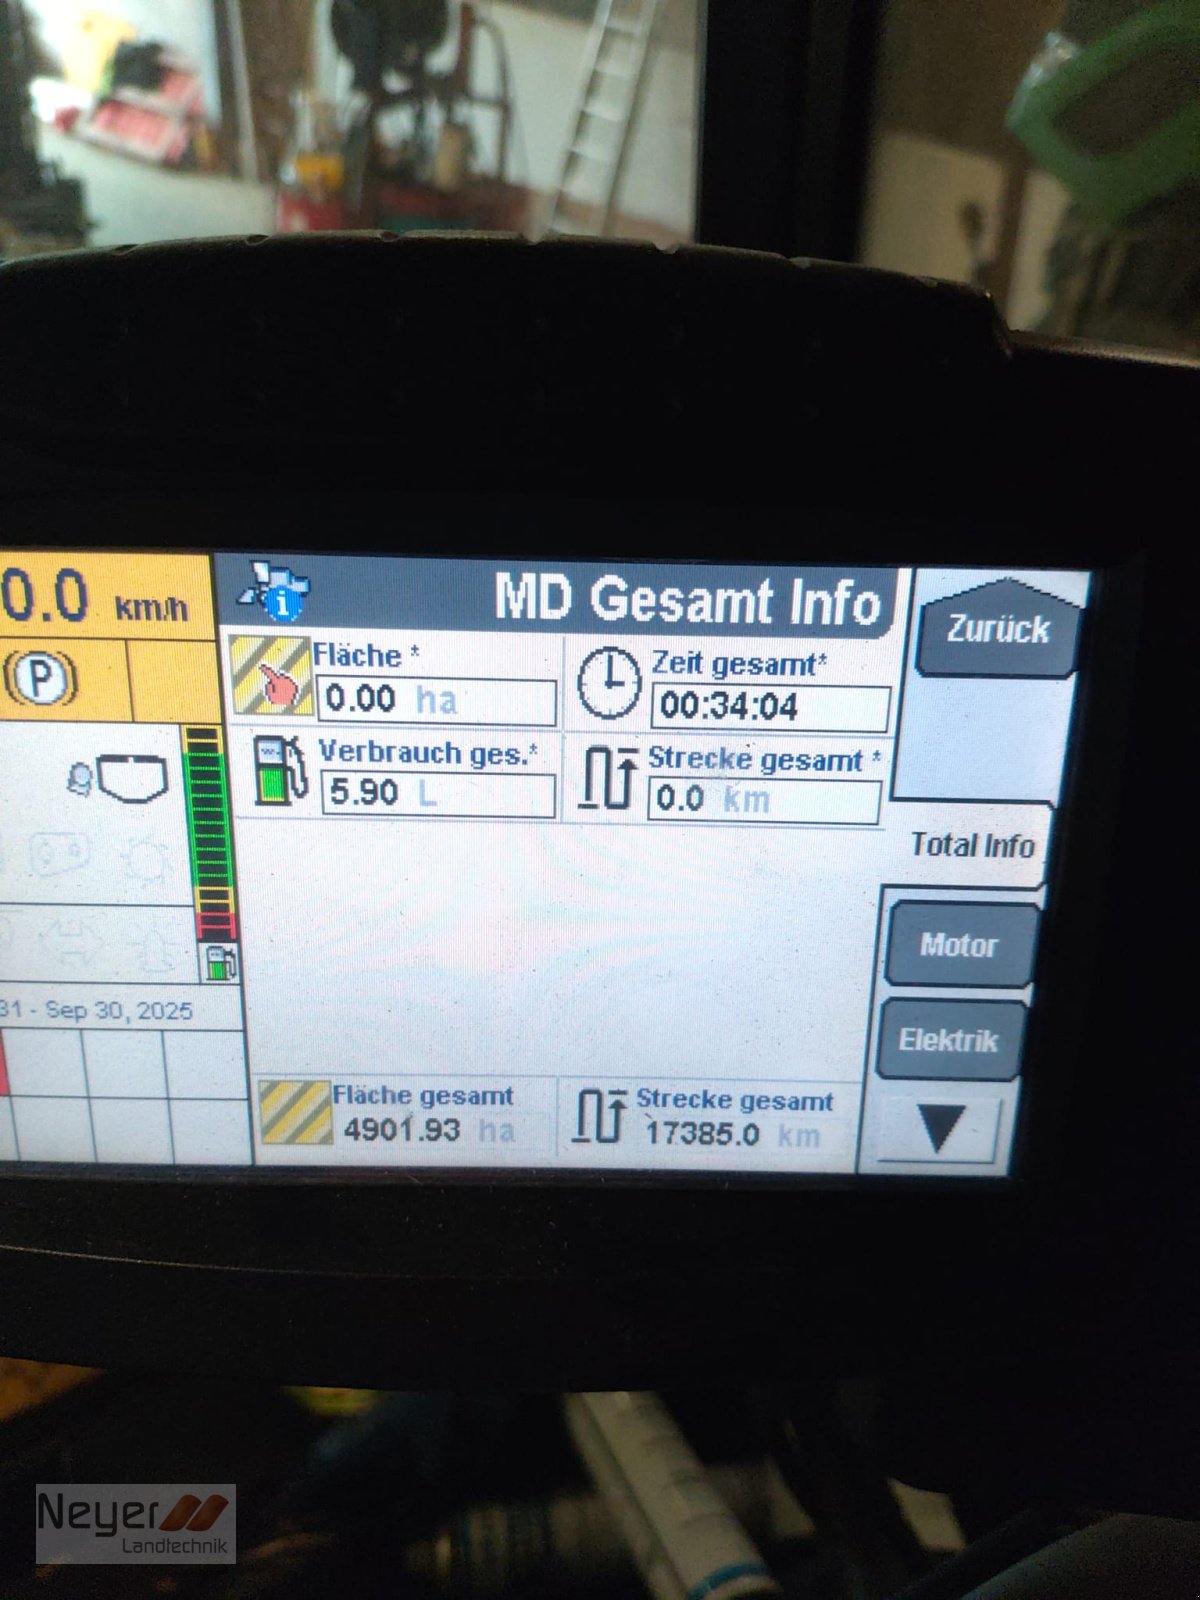 0.0 km/h
MD Gesamt Info
Zurück
P
Fläche *
0.00 ha
Zeit gesamt*
00:34:04
Verbrauch ges.*
5.90 L
Strecke gesamt *
0.0 km
Total Info
Motor
Elektrik
31 - Sep 30, 2025
Fläche gesamt
4901.93 ha
Strecke gesamt
17385.0 km
Neyer
Landtechnik